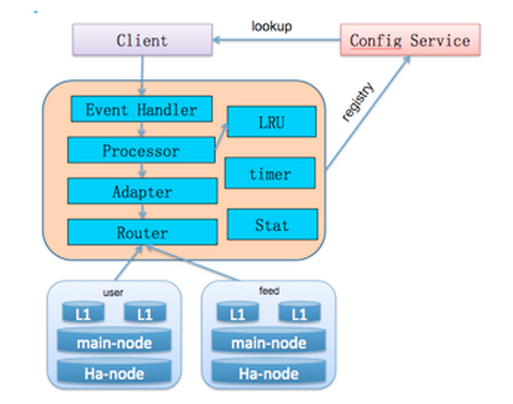 lookup
Client
Config Service
registry
Event Handler
LRU
Processor
timer
Adapter
Stat
Router
user
feed
L1 L1
L1 L1
main-node
main-node
Ha-node
Ha-node